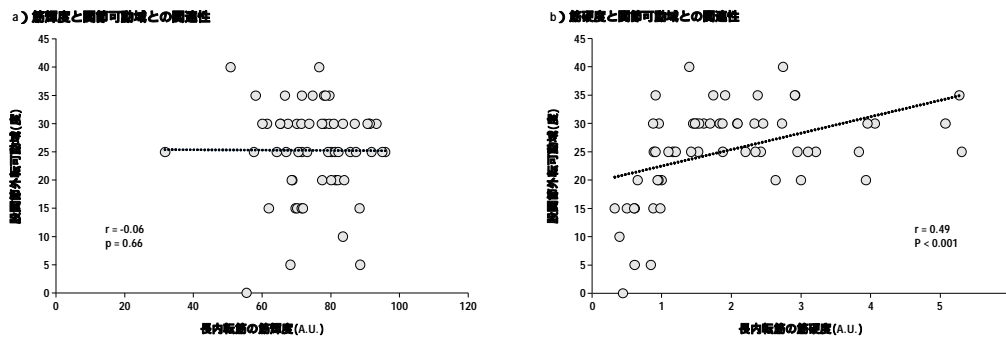 a）筋輝度と関節可動域との関連性
45
40
35
30
25
20
15
10
5
0
股関節外転可動域(度)
r = -0.06
p = 0.66
0 20 40 60 80 100 120
長内転筋の筋輝度(A.U.)
b）筋硬度と関節可動域との関連性
45
40
35
30
25
20
15
10
5
0
股関節外転可動域(度)
r = 0.49
P < 0.001
0 1 2 3 4 5
長内転筋の筋硬度(A.U.)